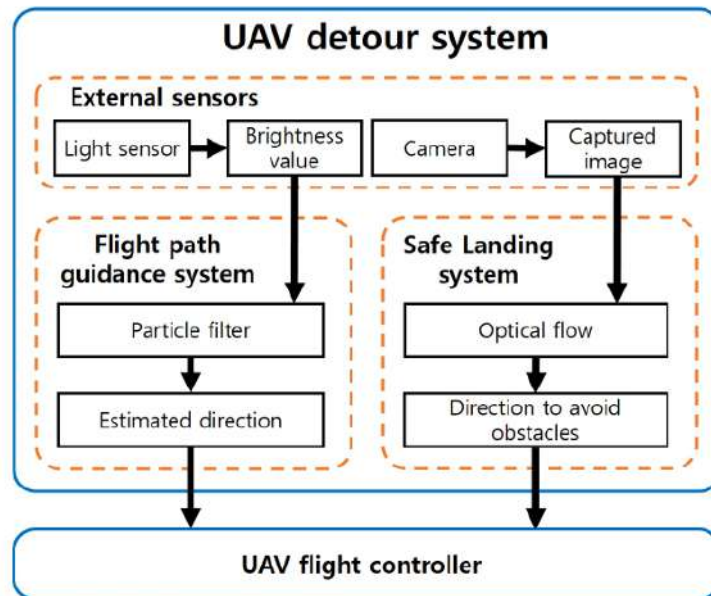 UAV detour system
External sensors
Light sensor
Brightness
value
Camera
Captured
image
Flight path
guidance system
Particle filter
Estimated direction
Safe Landing
system
Optical flow
Direction to avoid
obstacles
UAV flight controller